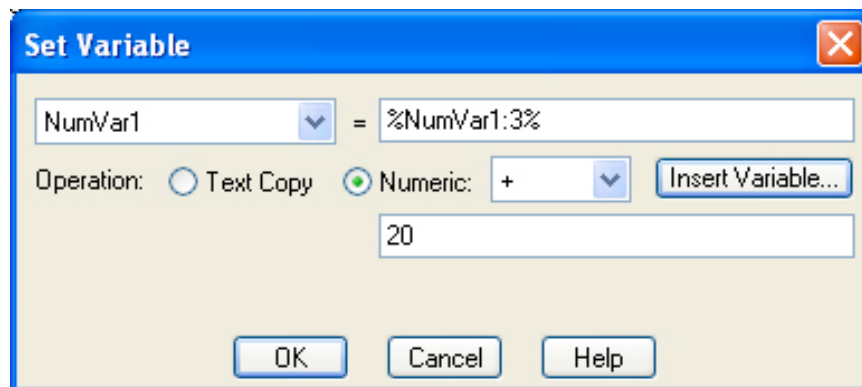 Set Variable
NumVar1 = %NumVar1:3%
Operation: Text Copy Numeric: + Insert Variable...
20
OK Cancel Help